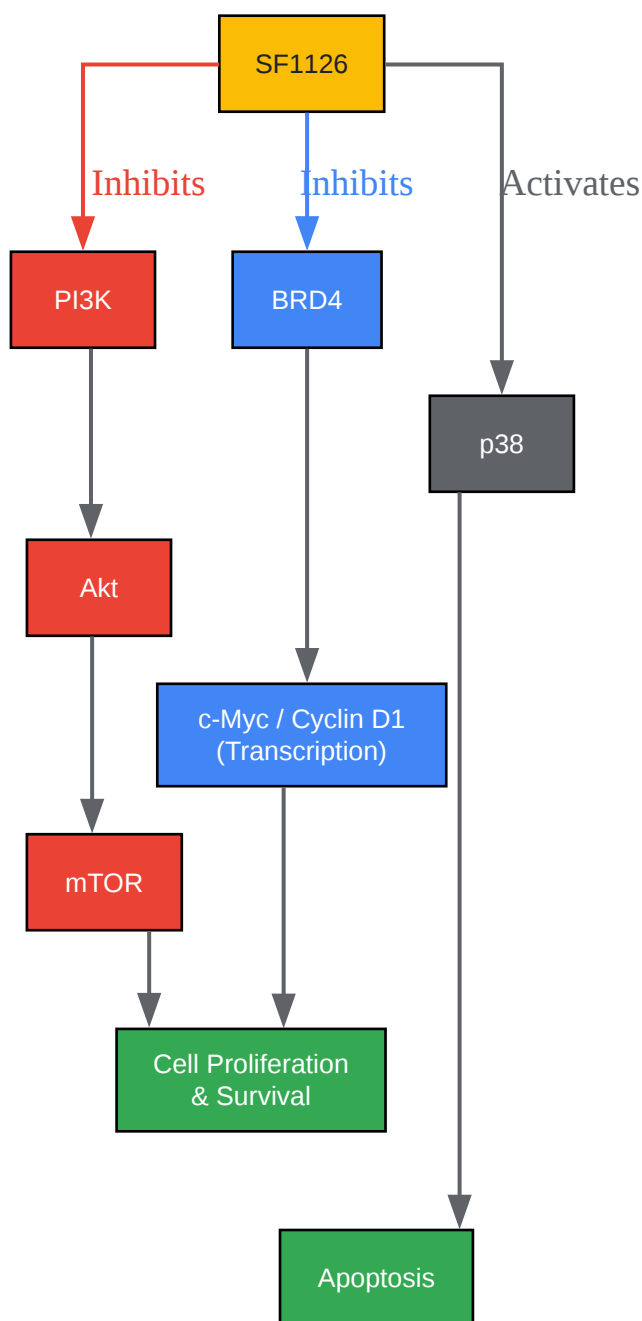 SF1126
Inhibits
Inhibits
Activates
PI3K
BRD4
p38
Akt
c-Myc / Cyclin D1
(Transcription)
mTOR
Cell Proliferation
& Survival
Apoptosis